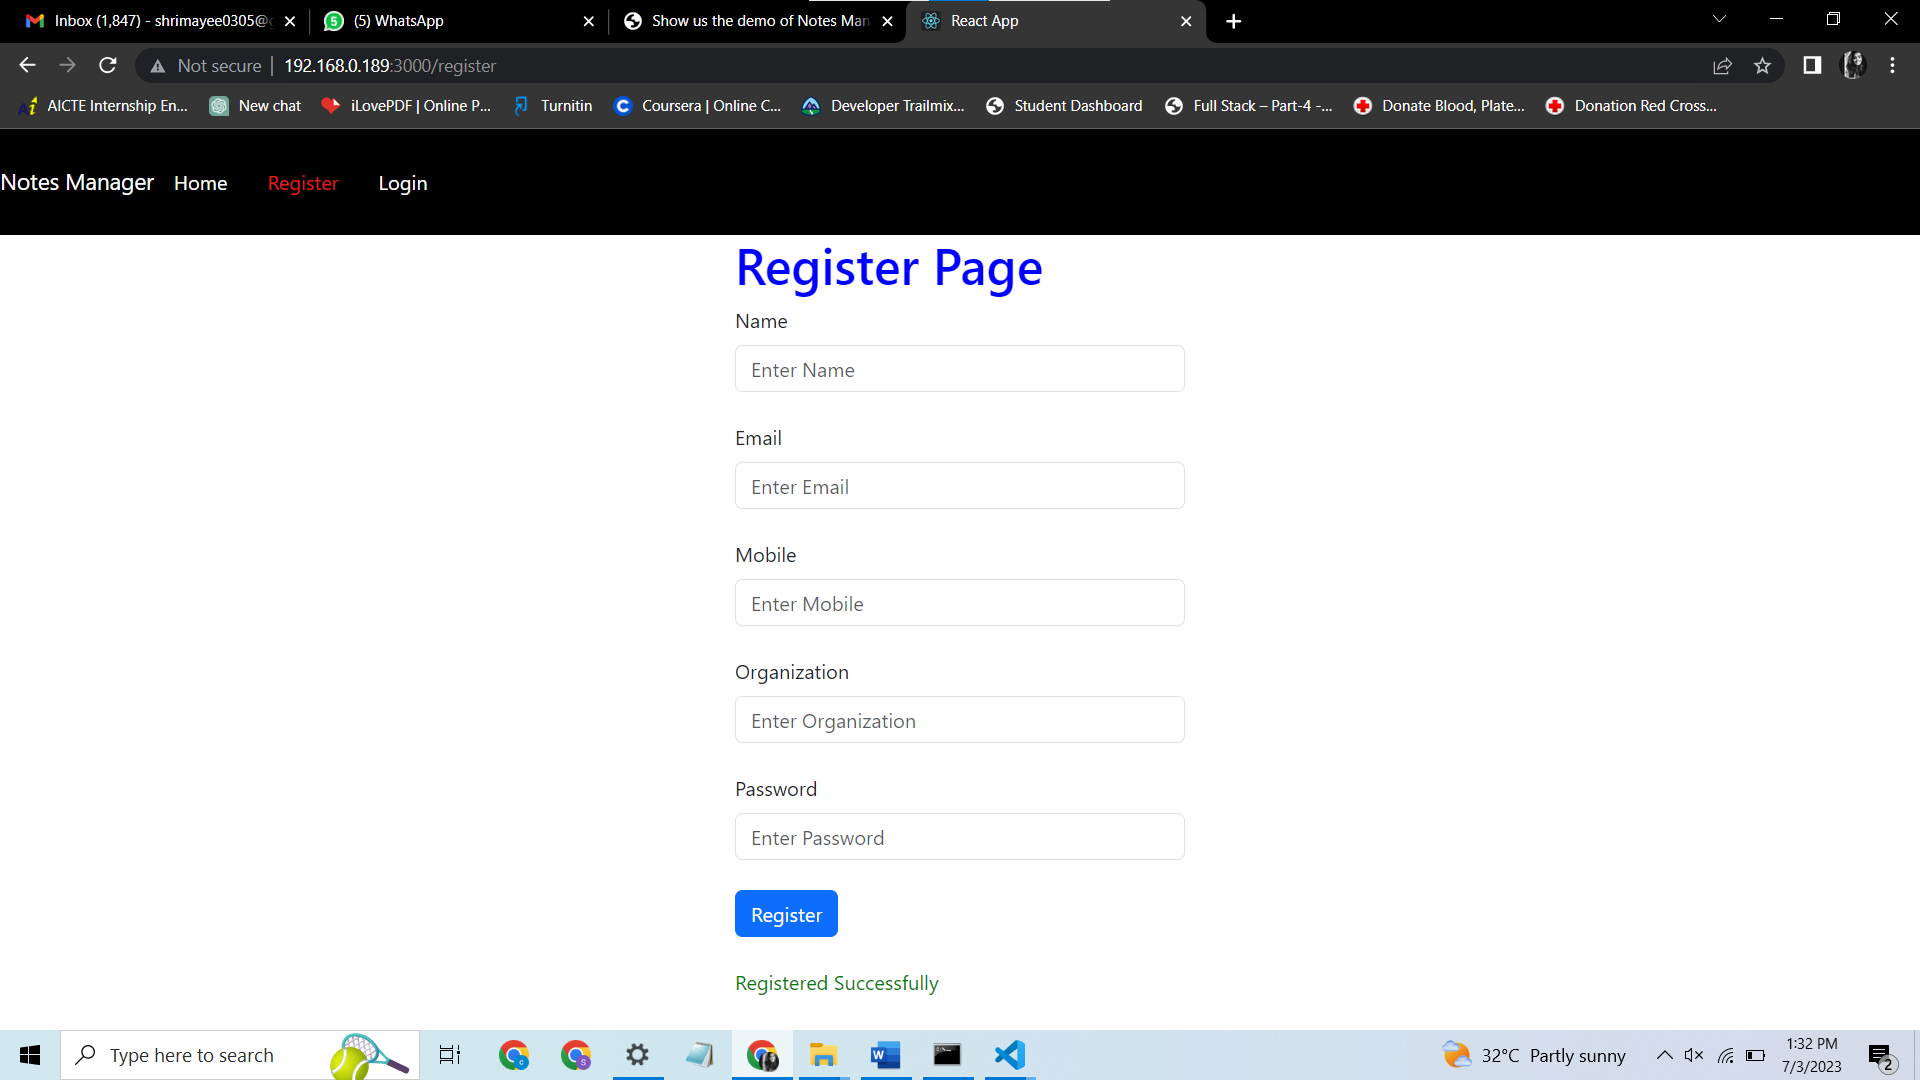 Inbox (1,847) - shrimayee0305@
(5) WhatsApp
Show us the demo of Notes Man
React App
Not secure
192.168.0.189:3000/register
AICTE Internship En...
New chat
iLovePDF | Online P...
Turnitin
Coursera | Online C...
Developer Trailmix...
Student Dashboard
Full Stack – Part-4 -...
Donate Blood, Plate...
Donation Red Cross...
Notes Manager
Home
Register
Login
Register Page
Name
Enter Name
Email
Enter Email
Mobile
Enter Mobile
Organization
Enter Organization
Password
Enter Password
Register
Registered Successfully
Type here to search
32°C Partly sunny
1:32 PM
7/3/2023
2